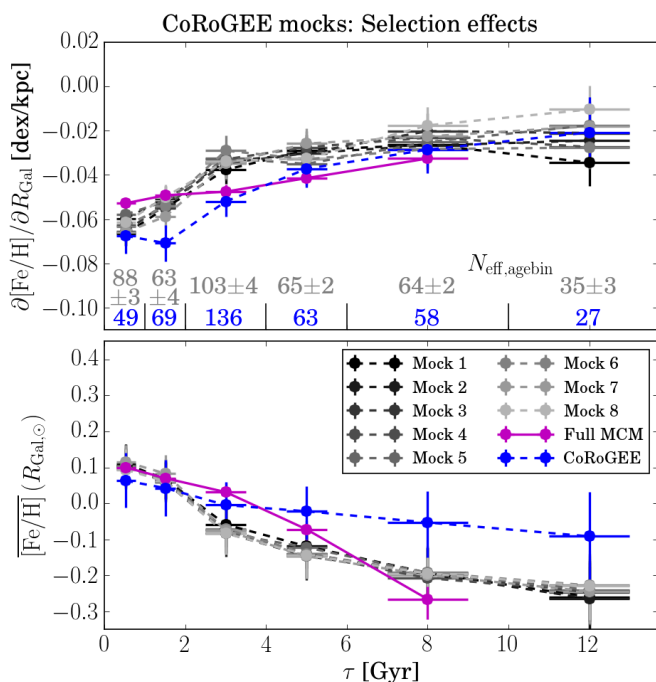 CoRoGEE mocks: Selection effects
∂[Fe/H]/∂R_Gal [dex/kpc]
0.02
0.00
−0.02
−0.04
−0.06
−0.08
−0.10
N_eff,agebin
88 ±3 63 ±4 103±4 65±2 64±2 35±3
49 69 136 63 58 27
[Fe/H](R_Gal,⊙)
0.4
0.3
0.2
0.1
0.0
−0.1
−0.2
−0.3
Mock 1
Mock 2
Mock 3
Mock 4
Mock 5
Mock 6
Mock 7
Mock 8
Full MCM
CoRoGEE
0 2 4 6 8 10 12
τ [Gyr]